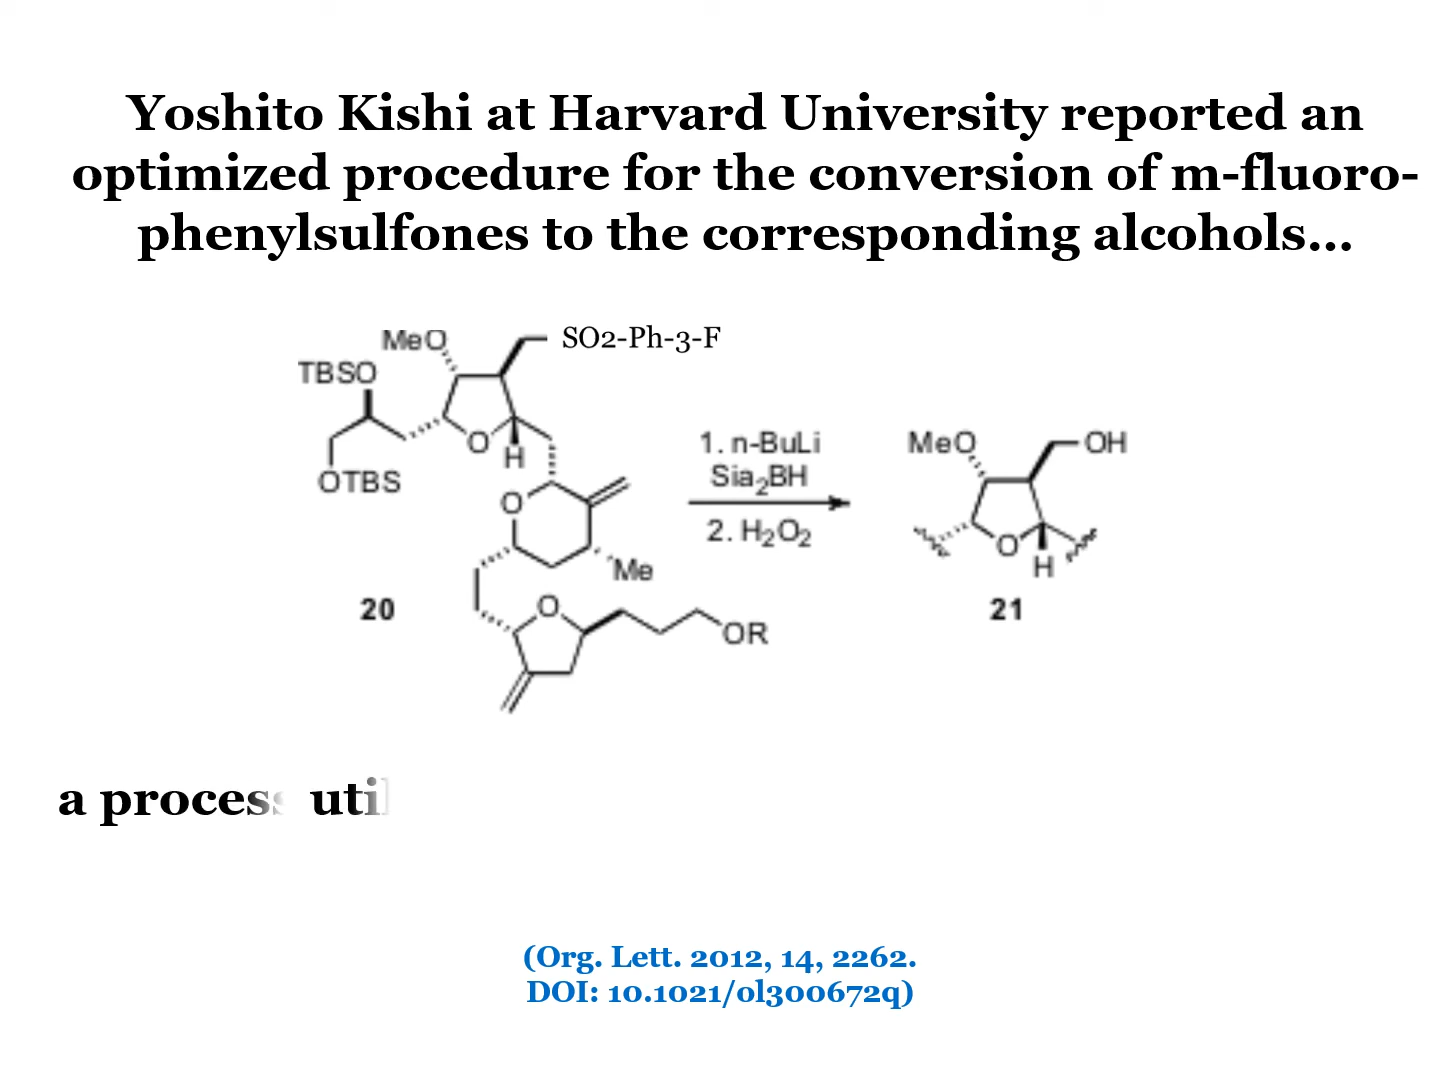 Yoshito Kishi at Harvard University reported an
optimized procedure for the conversion of m-fluoro-
phenylsulfones to the corresponding alcohols...
MeO
SO2-Ph-3-F
TBSO
O
H
OTBS
O
Me
20
O
OR
1. n-BuLi
Sia₂BH
2. H₂O₂
MeO
OH
O
H
21
a process
(Org. Lett. 2012, 14, 2262.
DOI: 10.1021/ol300672q)